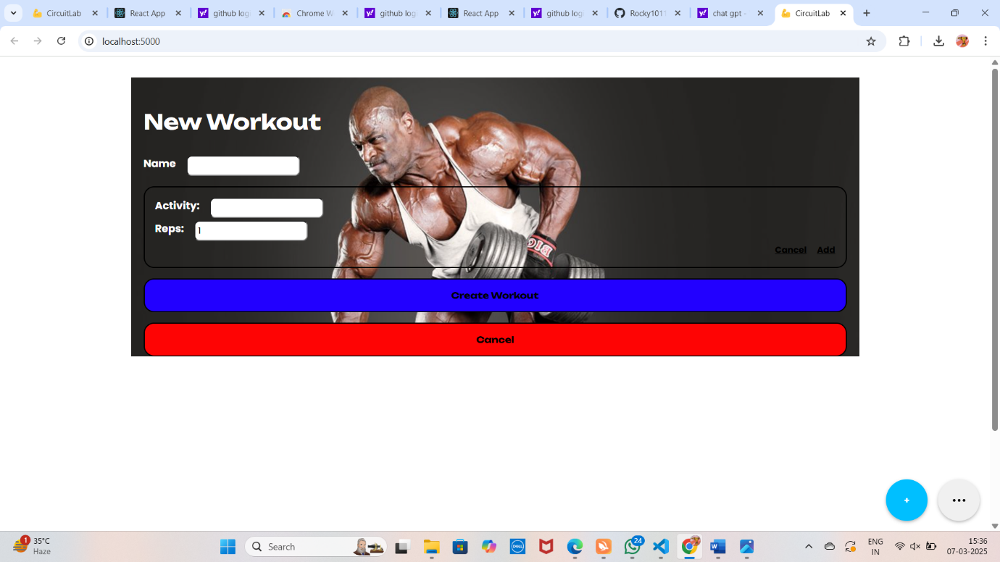 CircuitLab
React App
github log
Chrome W
github log
React App
github log
Rocky1011
chat gpt -
CircuitLab
localhost:5000
New Workout
Name
Activity:
Reps:
1
BIG
Cancel Add
Create Workout
Cancel
+
1
35°C
Haze
Search
DELL
24
ENG
IN
15:36
07-03-2025